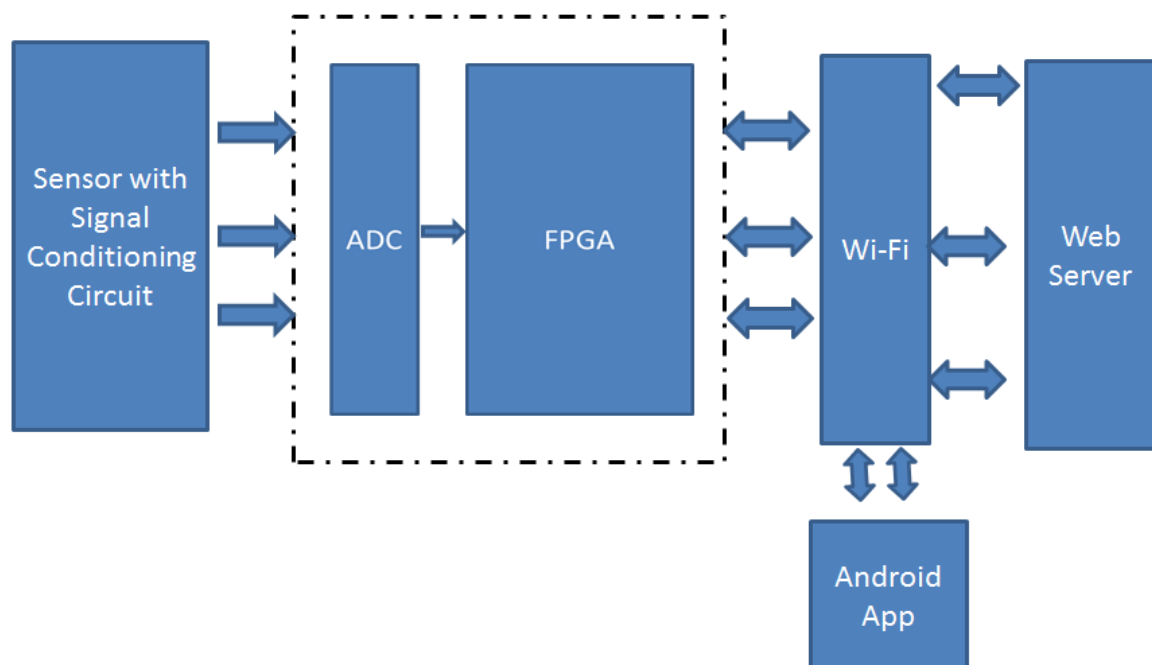 Sensor with
Signal
Conditioning
Circuit
ADC
FPGA
Wi-Fi
Web
Server
Android
App